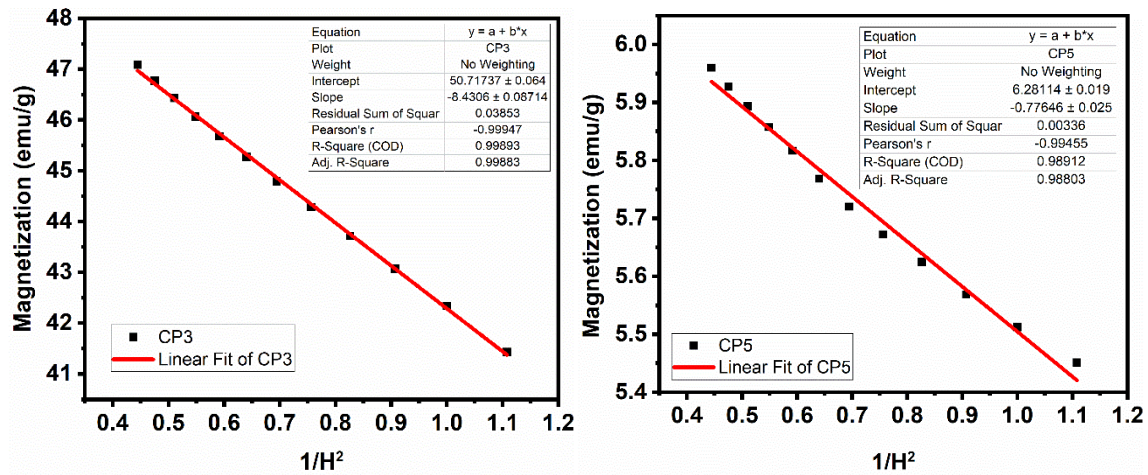 48
47
46
45
44
43
42
41
Magnetization (emu/g)
Equation y = a + b*x
Plot CP3
Weight No Weighting
Intercept 50.71737 ± 0.064
Slope -8.4306 ± 0.08714
Residual Sum of Squar 0.03853
Pearson's r -0.99947
R-Square (COD) 0.99893
Adj. R-Square 0.99883
CP3
Linear Fit of CP3
0.4 0.5 0.6 0.7 0.8 0.9 1.0 1.1 1.2
1/H²
6.0
5.9
5.8
5.7
5.6
5.5
5.4
Magnetization (emu/g)
Equation y = a + b*x
Plot CP5
Weight No Weighting
Intercept 6.28114 ± 0.019
Slope -0.77646 ± 0.025
Residual Sum of Squar 0.00336
Pearson's r -0.99455
R-Square (COD) 0.98912
Adj. R-Square 0.98803
CP5
Linear Fit of CP5
0.4 0.5 0.6 0.7 0.8 0.9 1.0 1.1 1.2
1/H²